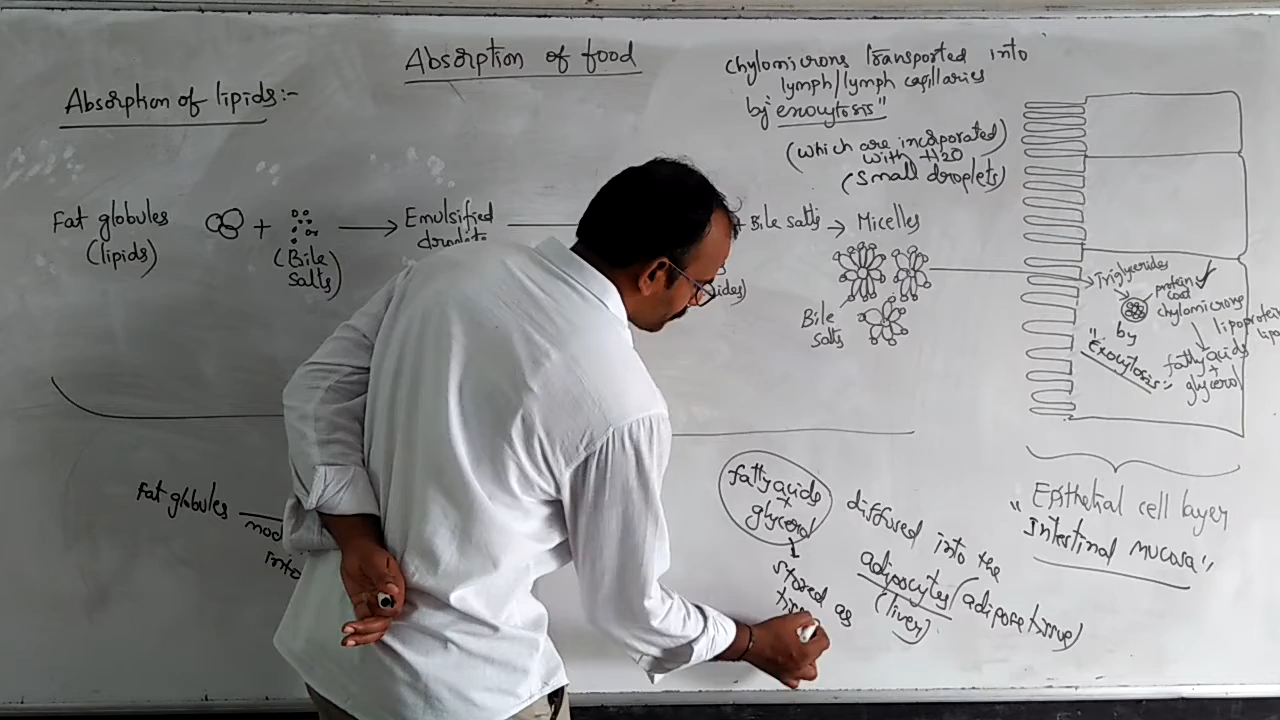 Absorption of food
Absorption of lipids:-
chylomicrons transported into
lymph/lymph capillaries
by "exocytosis"
(which are incorporated)
with H2O
(small droplets)
Fat globules
(lipids)
+
(Bile
salts)
Emulsified
+ Bile salts → Micelles
Bile
salts
Triglycerides
protein
coat
chylomicrons
by
"Exocytosis:-
lipoprotein
fatty acids
+
glycerol
"Epithelial cell layer
Intestinal mucosa"
Fat globules
into
fatty acids
+
glycerol
diffused into the
adipocytes/(adipose tissue)
(liver)
stored as